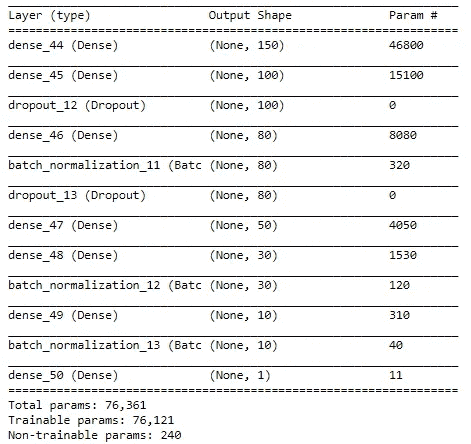 Layer (type) Output Shape Param #
dense_44 (Dense) (None, 150) 46800
dense_45 (Dense) (None, 100) 15100
dropout_12 (Dropout) (None, 100) 0
dense_46 (Dense) (None, 80) 8080
batch_normalization_11 (Batc (None, 80) 320
dropout_13 (Dropout) (None, 80) 0
dense_47 (Dense) (None, 50) 4050
dense_48 (Dense) (None, 30) 1530
batch_normalization_12 (Batc (None, 30) 120
dense_49 (Dense) (None, 10) 310
batch_normalization_13 (Batc (None, 10) 40
dense_50 (Dense) (None, 1) 11
Total params: 76,361
Trainable params: 76,121
Non-trainable params: 240